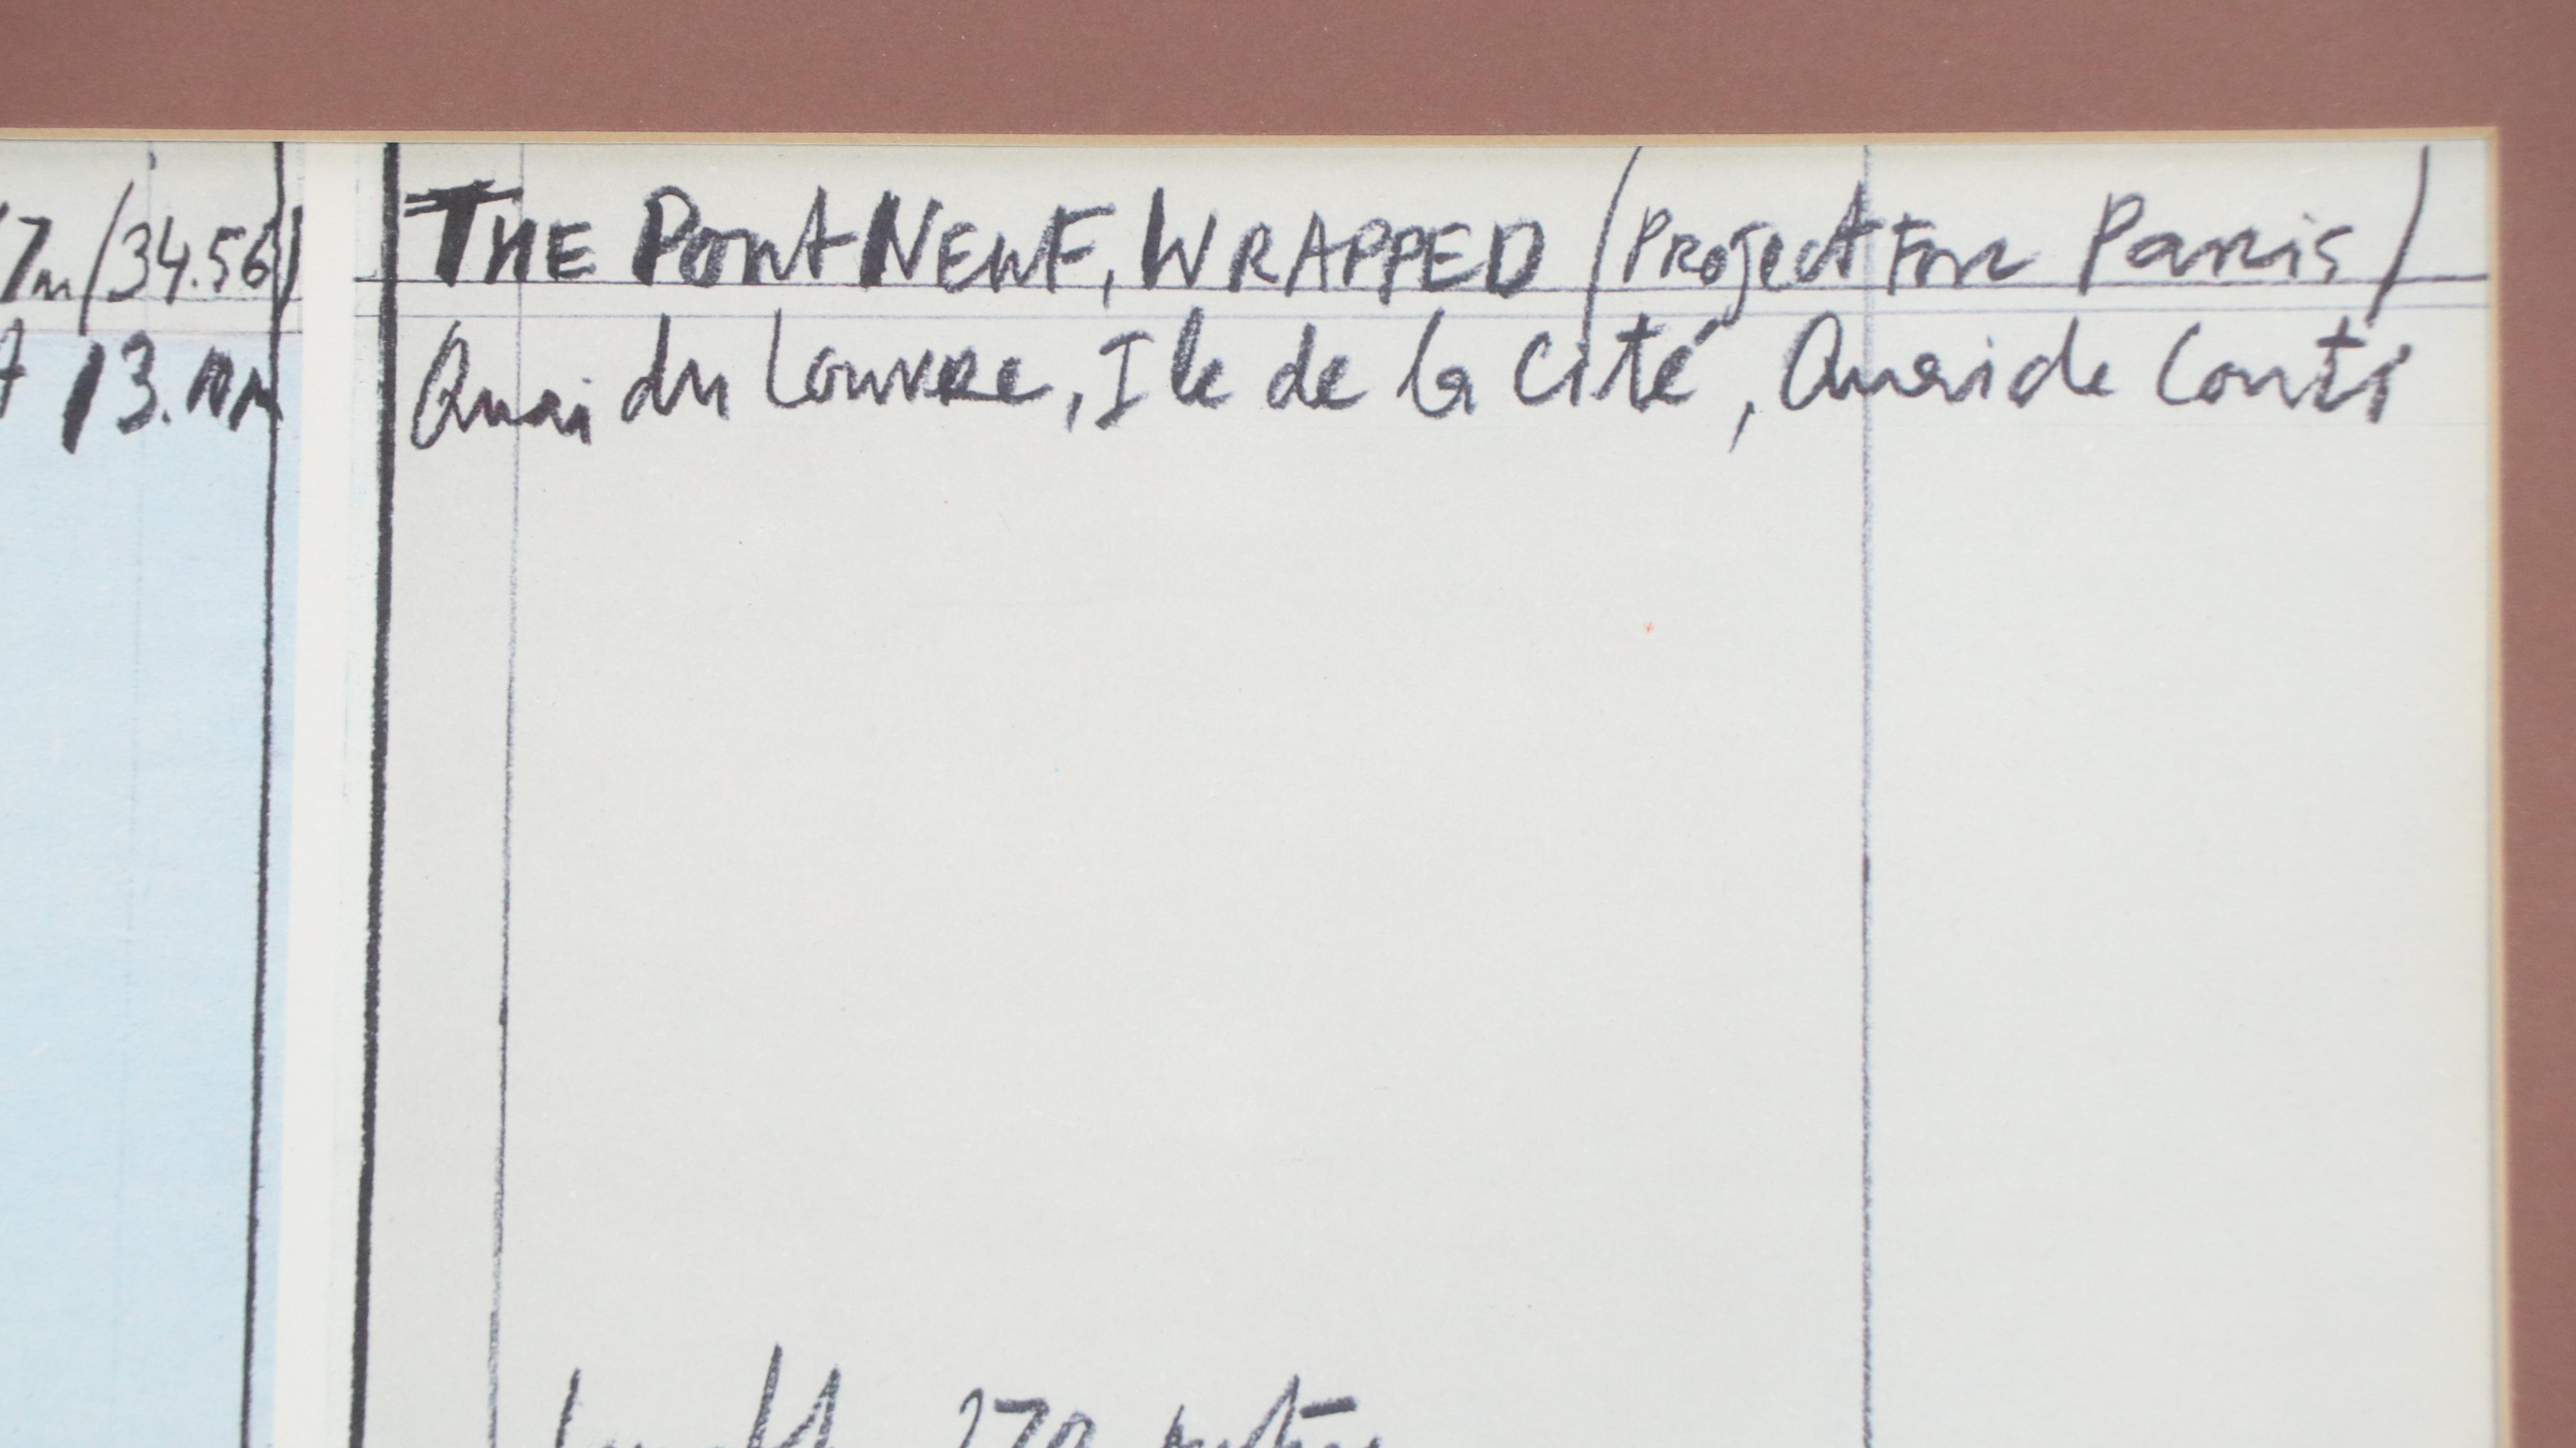 7m (34.56)
13.
THE PONT NEUF, WRAPPED (PROJECT FOR PARIS)
Quai du Louvre, Ile de la Cité, Quai de Conti